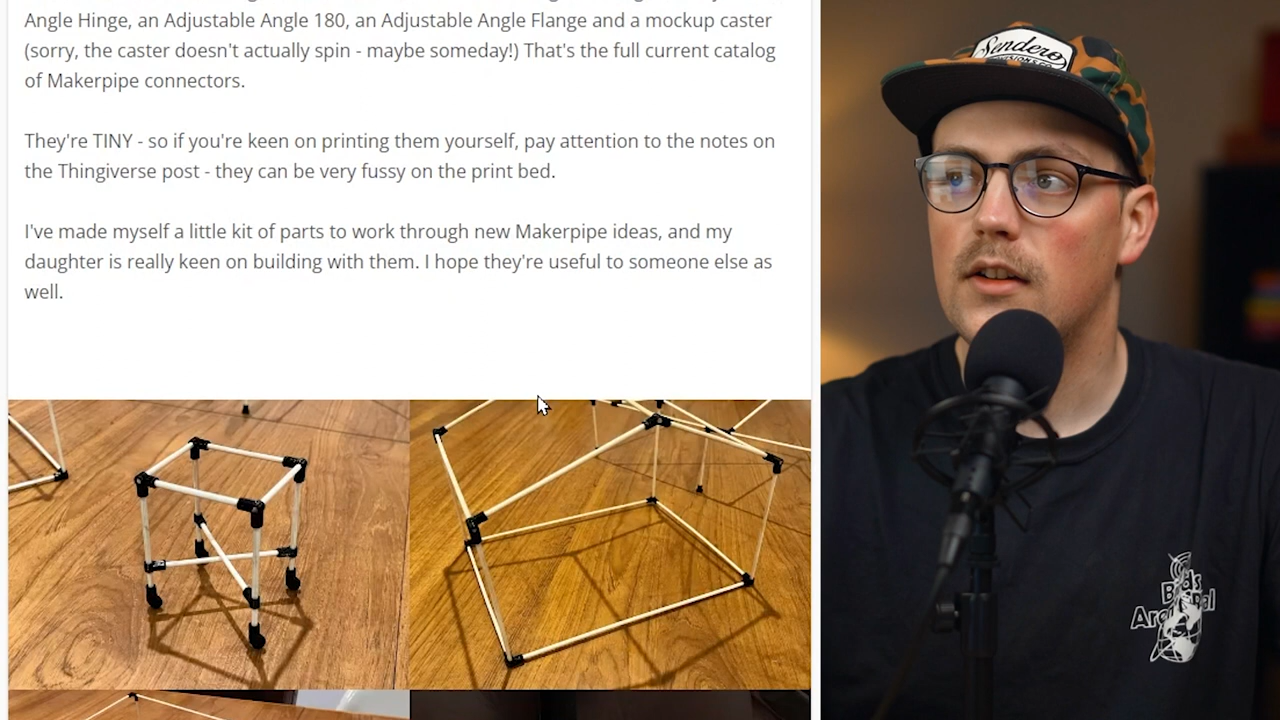 Angle Hinge, an Adjustable Angle 180, an Adjustable Angle Flange and a mockup caster
(sorry, the caster doesn't actually spin - maybe someday!) That's the full current catalog
of Makerpipe connectors.
They're TINY - so if you're keen on printing them yourself, pay attention to the notes on
the Thingiverse post - they can be very fussy on the print bed.
I've made myself a little kit of parts to work through new Makerpipe ideas, and my
daughter is really keen on building with them. I hope they're useful to someone else as
well.
Sendero